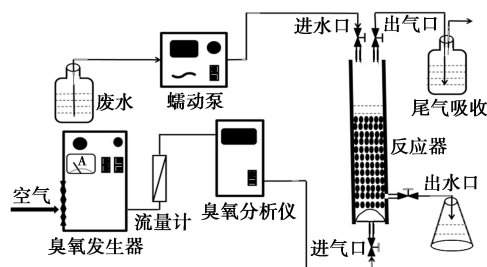 进水口
出气口
废水
蠕动泵
尾气吸收
反应器
A
空气
流量计
臭氧分析仪
出水口
臭氧发生器
进气口